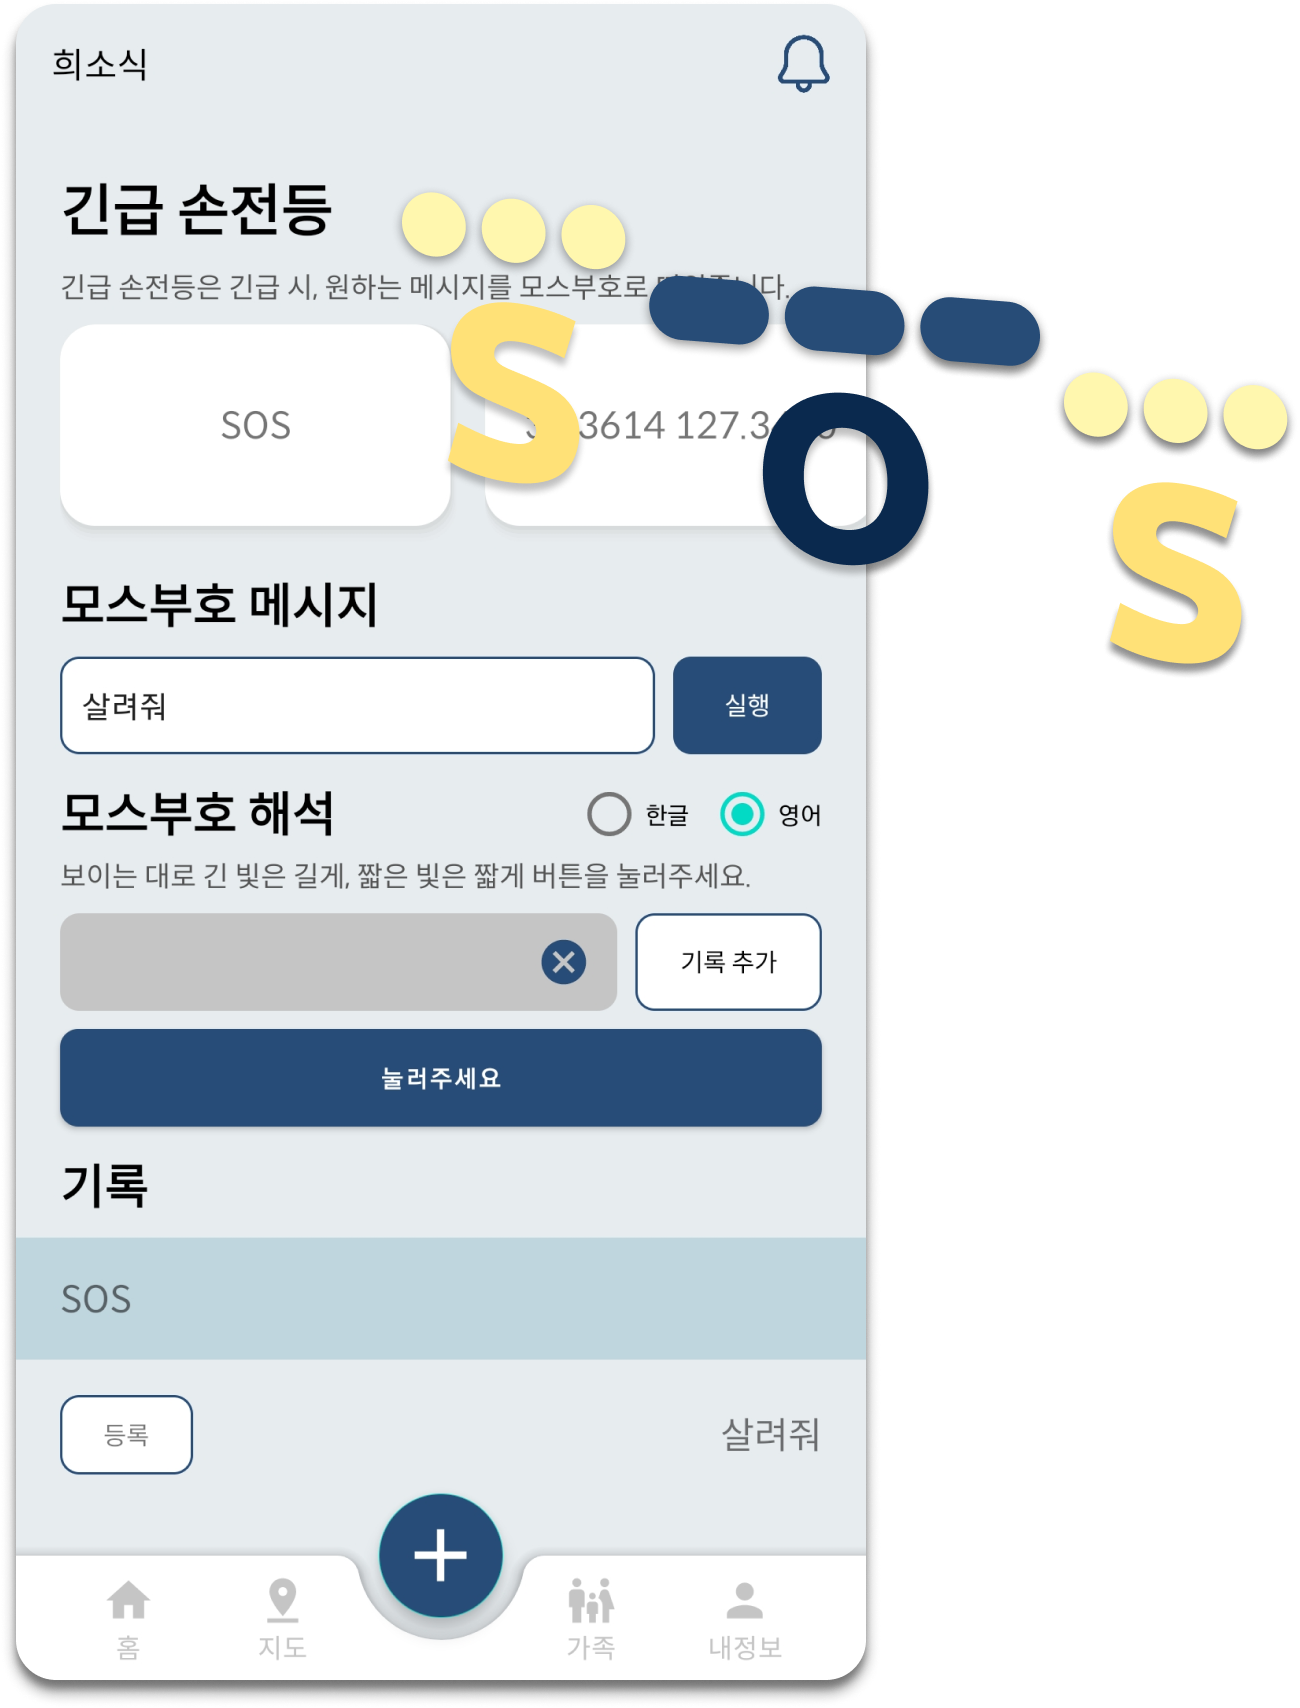 희소식
긴급 손전등
긴급 손전등은 긴급 시, 원하는 메시지를 모스부호로
SOS
3614 127.3
S
O
S
모스부호 메시지
살려줘
실행
모스부호 해석
한글
영어
보이는 대로 긴 빛은 길게, 짧은 빛은 짧게 버튼을 눌러주세요.
기록 추가
눌러주세요
기록
SOS
등록
살려줘
홈
지도
가족
내정보